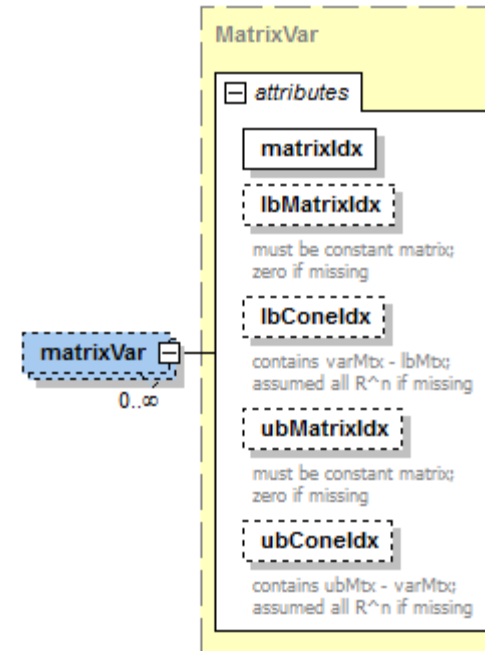 MatrixVar
attributes
matrixIdx
lbMatrixIdx
must be constant matrix;
zero if missing
lbConeIdx
contains varMtx - lbMtx;
assumed all R^n if missing
matrixVar
0..∞
ubMatrixIdx
must be constant matrix;
zero if missing
ubConeIdx
contains ubMtx - varMtx;
assumed all R^n if missing